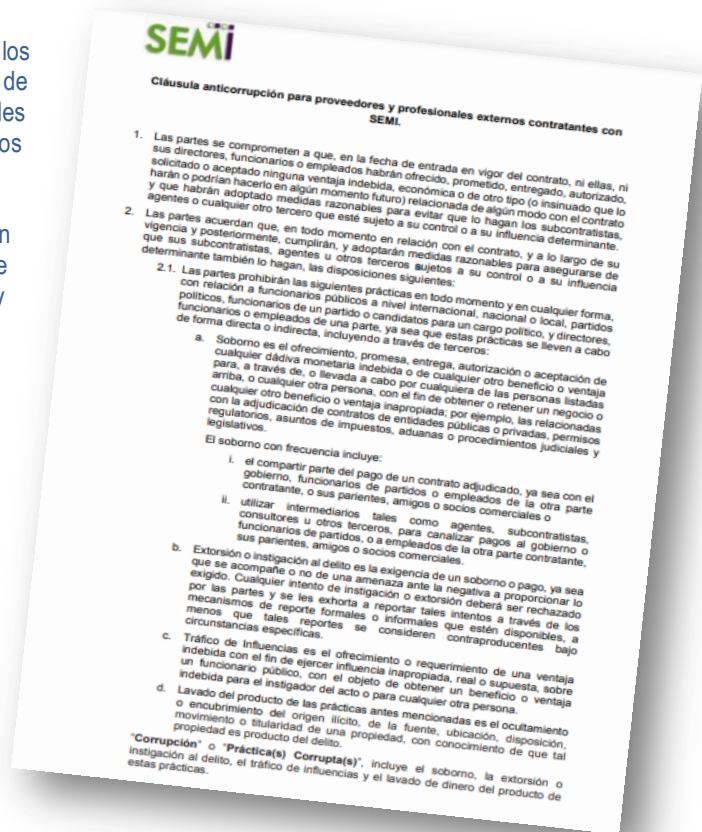 los
de
les
os
n
e
y
SEMI
Cláusula anticorrupción para proveedores y profesionales externos contratantes con
SEMI.
1. Las partes se comprometen a que, en la fecha de entrada en vigor del contrato, ni ellas, ni
sus directores, funcionarios o empleados habrán ofrecido, prometido, entregado, autorizado,
solicitado o aceptado ninguna ventaja indebida, económica o de otro tipo (o insinuado que lo
harán o podrían hacerlo en algún momento futuro) relacionada de algún modo con el contrato
y que habrán adoptado medidas razonables para evitar que lo hagan los subcontratistas,
agentes o cualquier otro tercero que esté sujeto a su control o a su influencia determinante.
2. Las partes acuerdan que, en todo momento en relación con el contrato, y a lo largo de su
vigencia y posteriormente, cumplirán, y adoptarán medidas razonables para asegurarse de
que sus subcontratistas, agentes u otros terceros sujetos a su control o a su influencia
determinante también lo hagan, las disposiciones siguientes:
2.1. Las partes prohibirán las siguientes prácticas en todo momento y en cualquier forma,
con relación a funcionarios públicos a nivel internacional, nacional o local, partidos
políticos, funcionarios de un partido o candidatos para un cargo político, y directores,
funcionarios o empleados de una parte, ya sea que estas prácticas se lleven a cabo
de forma directa o indirecta, incluyendo a través de terceros:
a. Soborno es el ofrecimiento, promesa, entrega, autorización o aceptación de
cualquier dádiva monetaria indebida o de cualquier otro beneficio o ventaja
para, a través de, o llevada a cabo por cualquiera de las personas listadas
arriba, o cualquier otra persona, con el fin de obtener o retener un negocio o
cualquier otro beneficio o ventaja inapropiada; por ejemplo, las relacionadas
con la adjudicación de contratos de entidades públicas o privadas, permisos
regulatorios, asuntos de impuestos, aduanas o procedimientos judiciales y
legislativos.
El soborno con frecuencia incluye:
i. el compartir parte del pago de un contrato adjudicado, ya sea con el
gobierno, funcionarios de partidos o empleados de la otra parte
contratante, o sus parientes, amigos o socios comerciales o
ii. utilizar intermediarios tales como agentes, subcontratistas,
consultores u otros terceros, para canalizar pagos al gobierno o
funcionarios de partidos, o a empleados de la otra parte contratante,
sus parientes, amigos o socios comerciales.
b. Extorsión o instigación al delito es la exigencia de un soborno o pago, ya sea
que se acompañe o no de una amenaza ante la negativa a proporcionar lo
exigido. Cualquier intento de instigación o extorsión deberá ser rechazado
por las partes y se les exhorta a reportar tales intentos a través de los
mecanismos de reporte formales o informales que estén disponibles, a
menos que tales reportes se consideren contraproducentes bajo
circunstancias específicas.
c. Tráfico de Influencias es el ofrecimiento o requerimiento de una ventaja
indebida con el fin de ejercer influencia inapropiada, real o supuesta, sobre
un funcionario público, con el objeto de obtener un beneficio o ventaja
indebida para el instigador del acto o para cualquier otra persona.
d. Lavado del producto de las prácticas antes mencionadas es el ocultamiento
o encubrimiento del origen ilícito, de la fuente, ubicación, disposición,
movimiento o titularidad de una propiedad, con conocimiento de que tal
propiedad es producto del delito.
"Corrupción" o "Práctica(s) Corrupta(s)", incluye el soborno, la extorsión o
instigación al delito, el tráfico de influencias y el lavado de dinero del producto de
estas prácticas.